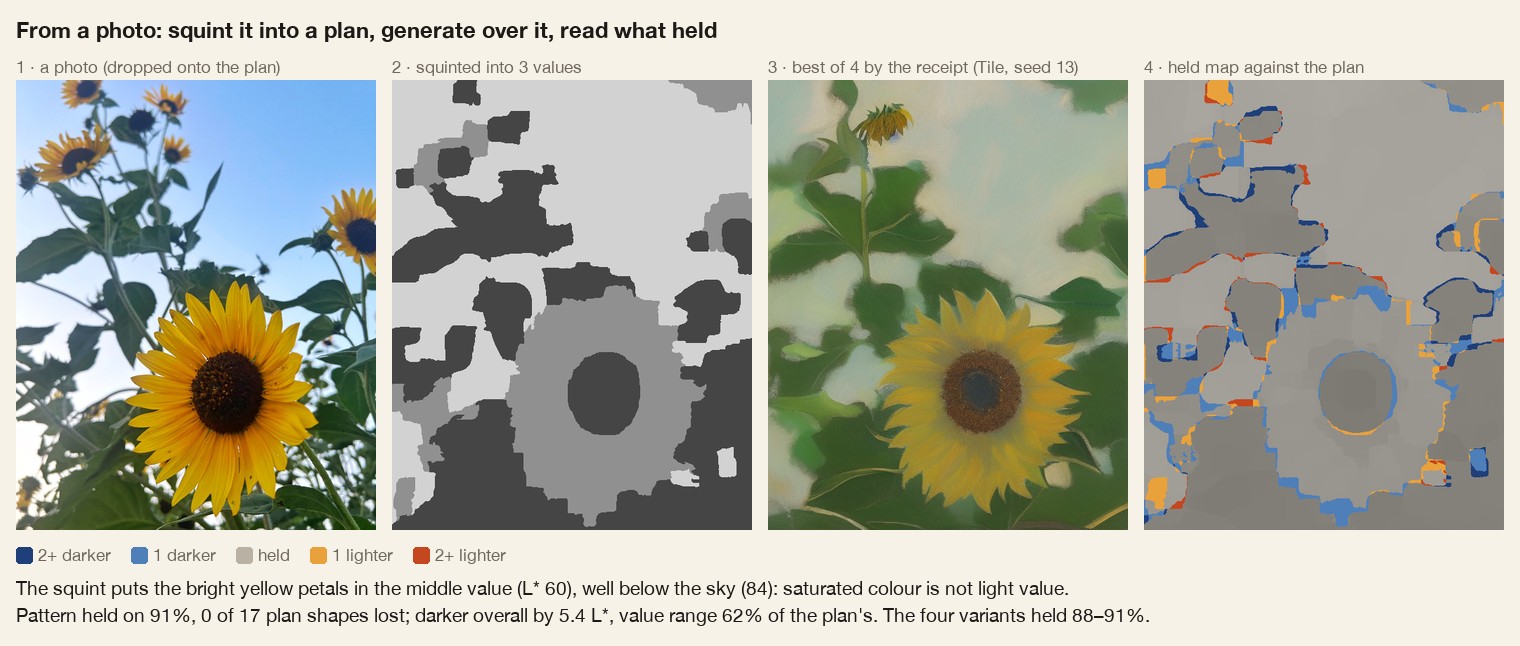 From a photo: squint it into a plan, generate over it, read what held
1 · a photo (dropped onto the plan)
2 · squinted into 3 values
3 · best of 4 by the receipt (Tile, seed 13)
4 · held map against the plan
2+ darker
1 darker
held
1 lighter
2+ lighter
The squint puts the bright yellow petals in the middle value (L* 60), well below the sky (84): saturated colour is not light value.
Pattern held on 91%, 0 of 17 plan shapes lost; darker overall by 5.4 L*, value range 62% of the plan's. The four variants held 88–91%.